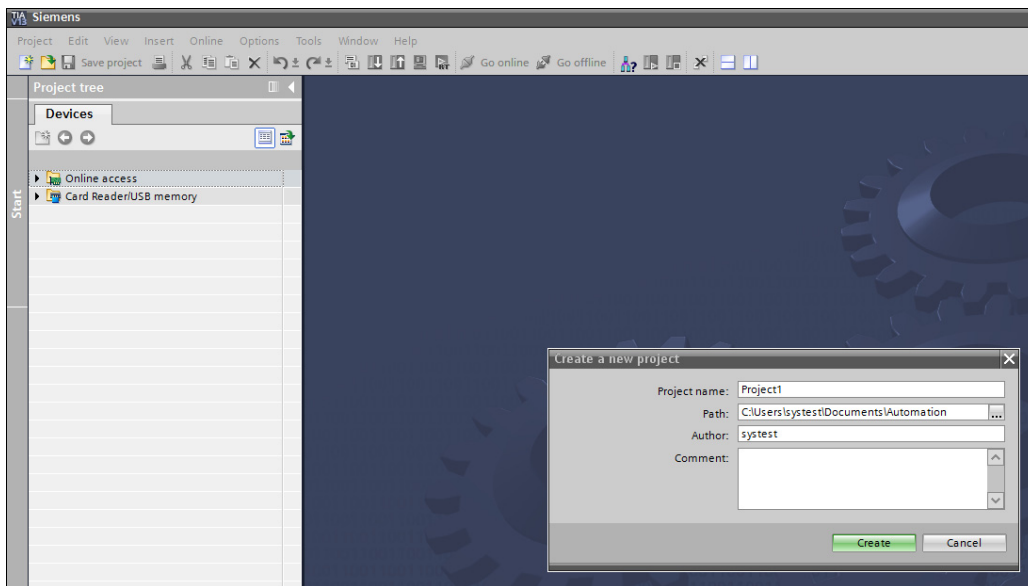 TIA V13 Siemens
Project Edit View Insert Online Options Tools Window Help
Save project Go online Go offline
Project tree
Devices
Online access
Card Reader/USB memory
Start
Create a new project
Project name: Project1
Path: C:\Users\systest\Documents\Automation ...
Author: systest
Comment:
Create Cancel